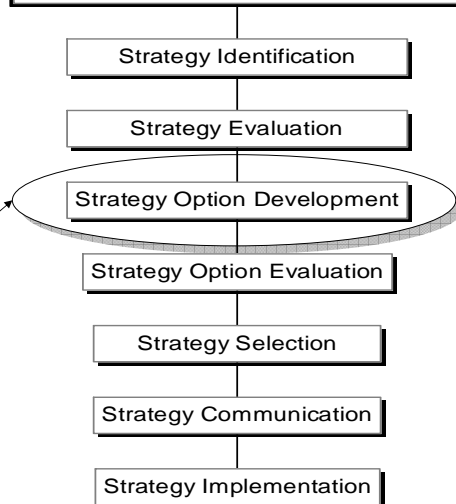 Strategy Identification
Strategy Evaluation
Strategy Option Development
Strategy Option Evaluation
Strategy Selection
Strategy Communication
Strategy Implementation